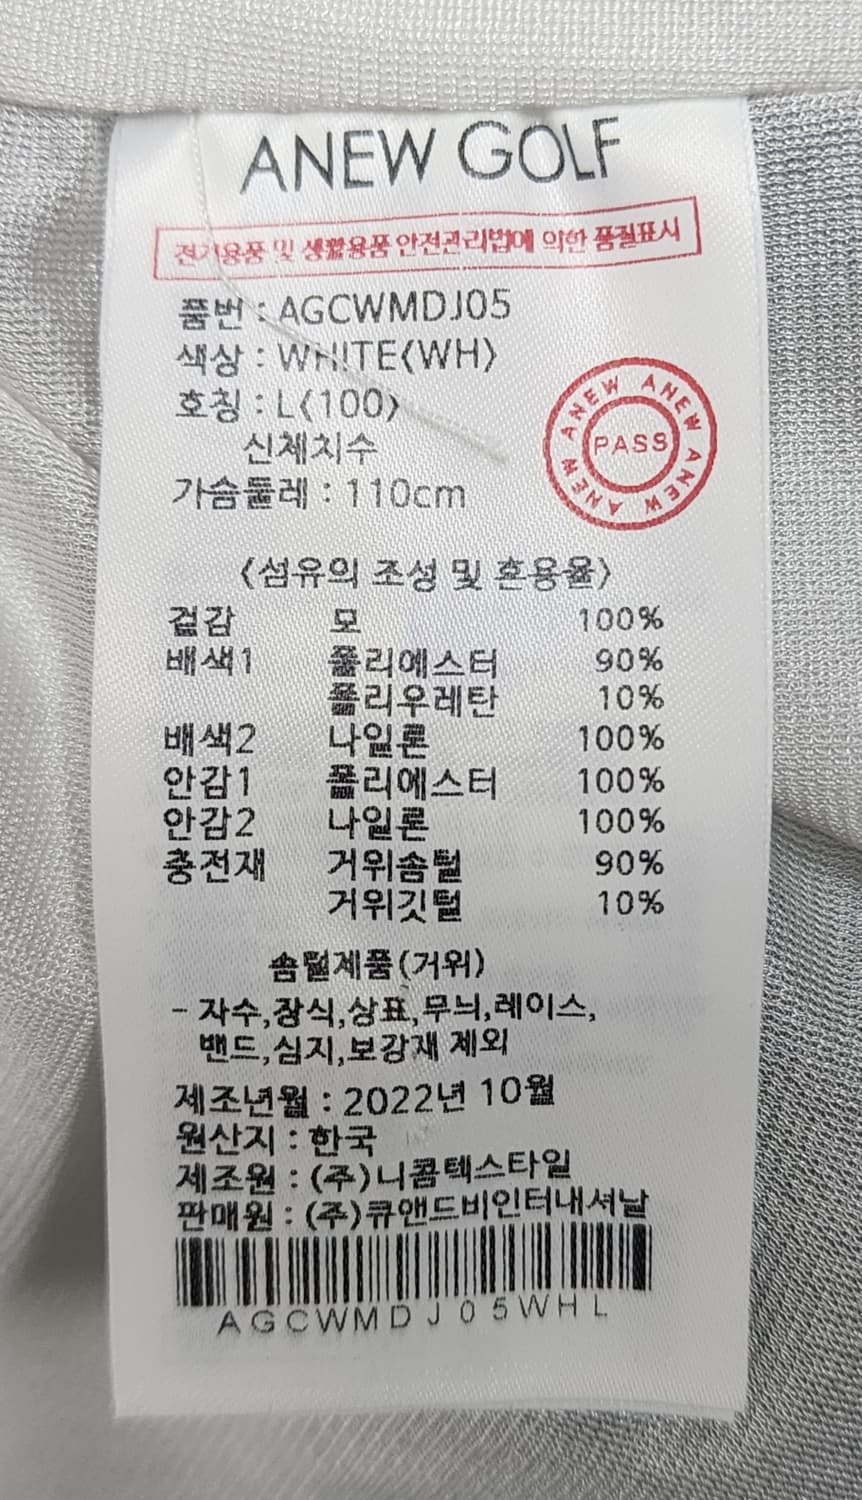 ANEW GOLF
전기용품 및 생활용품 안전관리법에 의한 품질표시
품번 : AGCWMDJ05
색상 : WHITE(WH)
호칭 : L(100)
신체치수
가슴둘레 : 110cm
ANEW ANEW ANEW ANEW ANEW
PASS
<섬유의 조성 및 혼용율>
겉감 모 100%
배색1 폴리에스터 90%
폴리우레탄 10%
배색2 나일론 100%
안감1 폴리에스터 100%
안감2 나일론 100%
충전재 거위솜털 90%
거위깃털 10%
솜털제품(거위)
- 자수,장식,상표,무늬,레이스,
밴드,심지,보강재 제외
제조년월 : 2022년 10월
원산지 : 한국
제조원 : (주)니콤텍스타일
판매원 : (주)큐앤드비인터내셔날
AGCWMDJ05WHL